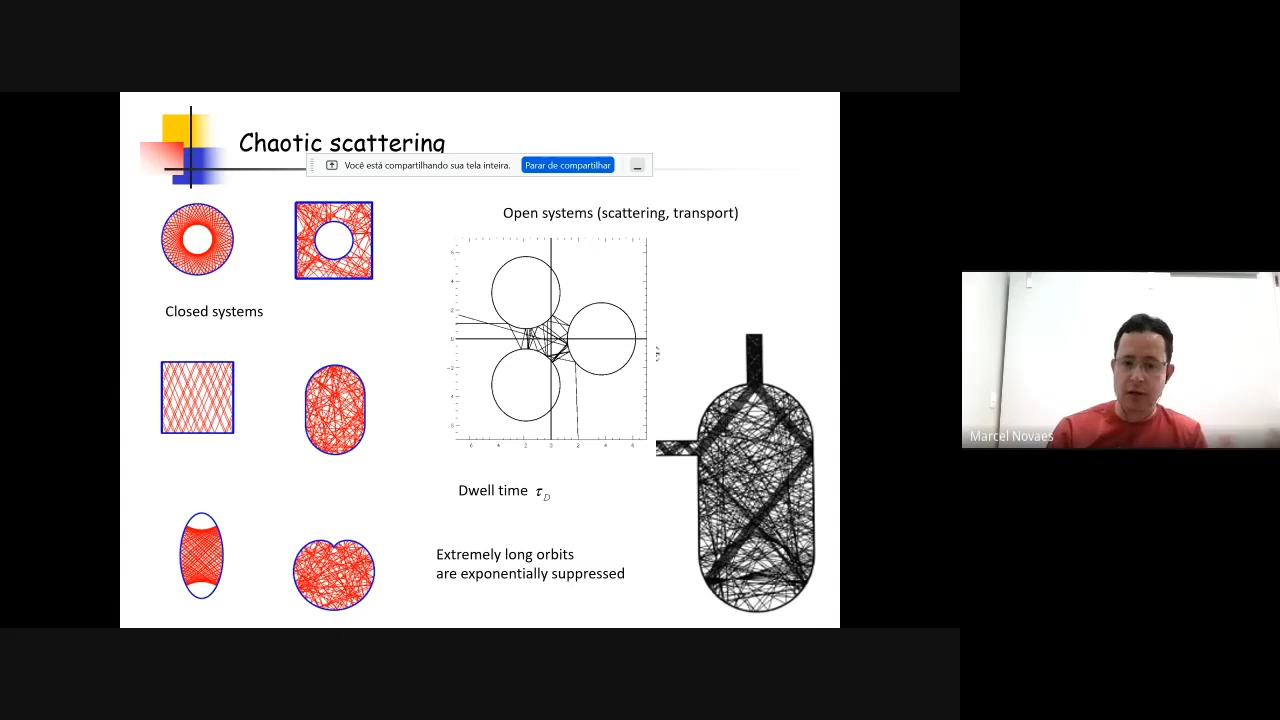 Chaotic scattering
Você está compartilhando sua tela inteira.
Parar de compartilhar
Open systems (scattering, transport)
Closed systems
Dwell time τ_D
Extremely long orbits
are exponentially suppressed
Marcel Novaes